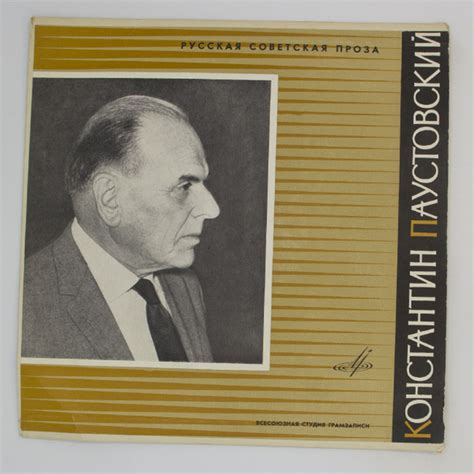 РУССКАЯ СОВЕТСКАЯ ПРОЗА
КОНСТАНТИН ПАУСТОВСКИЙ
ВСЕСОЮЗНАЯ СТУДИЯ ГРАМЗАПИСИ